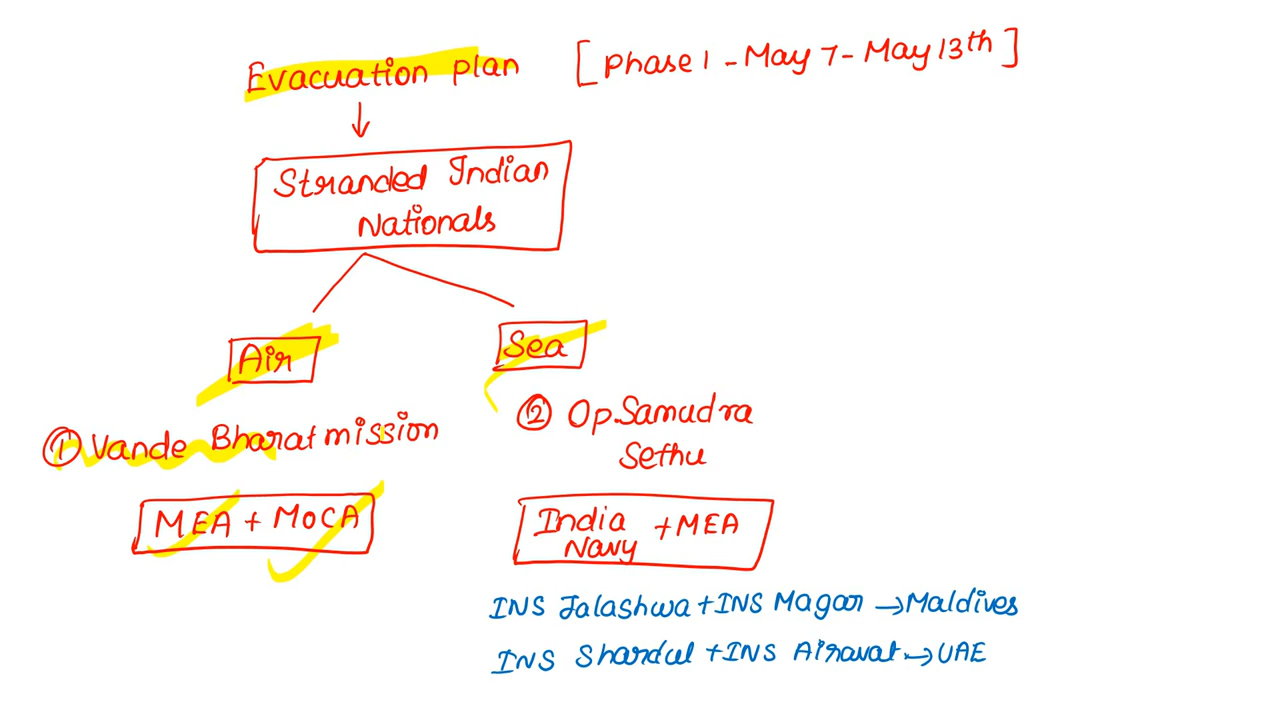 Evacuation plan [Phase 1 - May 7 - May 13th]
Stranded Indian
Nationals
Air
Sea
① Vande Bharat mission
MEA + MOCA
② Op. Samudra
Sethu
India + MEA
Navy
INS Jalashwa + INS Magar → Maldives
INS Shardul + INS Airavat → UAE